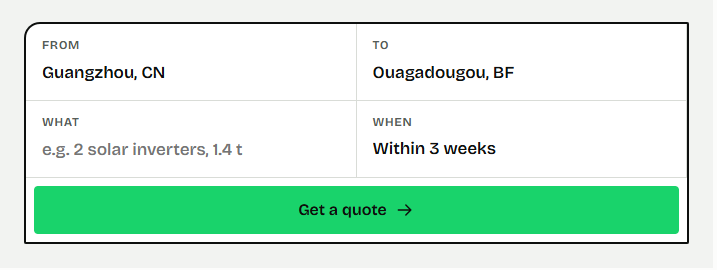 FROM
Guangzhou, CN
TO
Ouagadougou, BF
WHAT
e.g. 2 solar inverters, 1.4 t
WHEN
Within 3 weeks
Get a quote →